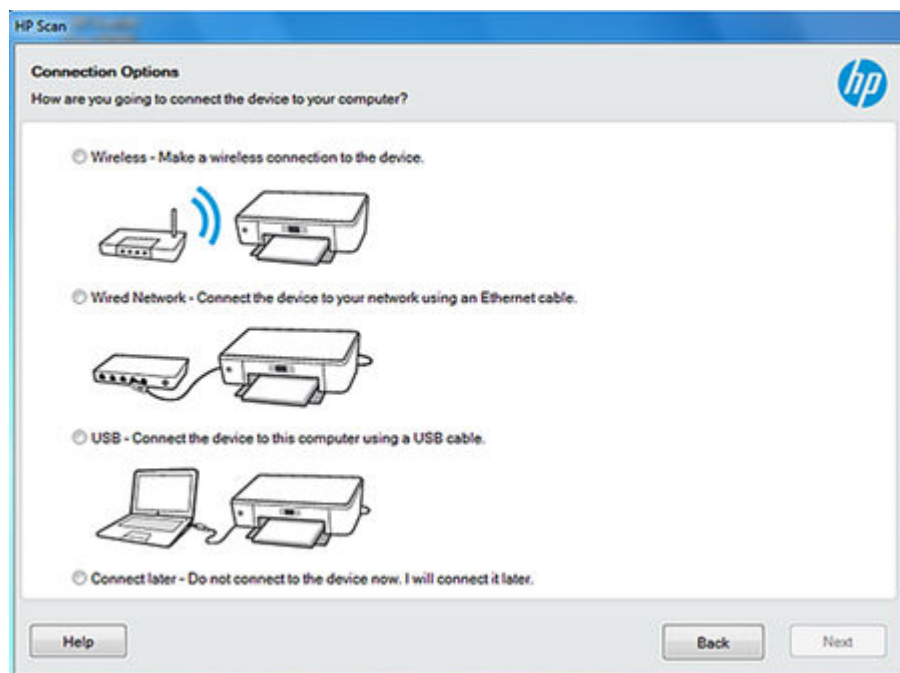 HP Scan
Connection Options
How are you going to connect the device to your computer?
hp
Wireless - Make a wireless connection to the device.
Wired Network - Connect the device to your network using an Ethernet cable.
USB - Connect the device to this computer using a USB cable.
Connect later - Do not connect to the device now. I will connect it later.
Help
Back
Next